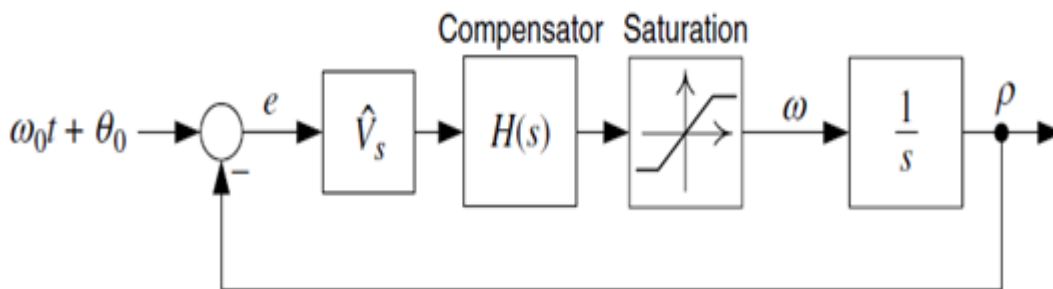 Compensator Saturation
ω₀t + θ₀
e
V̂ₛ
H(s)
ω
1
s
ρ
−